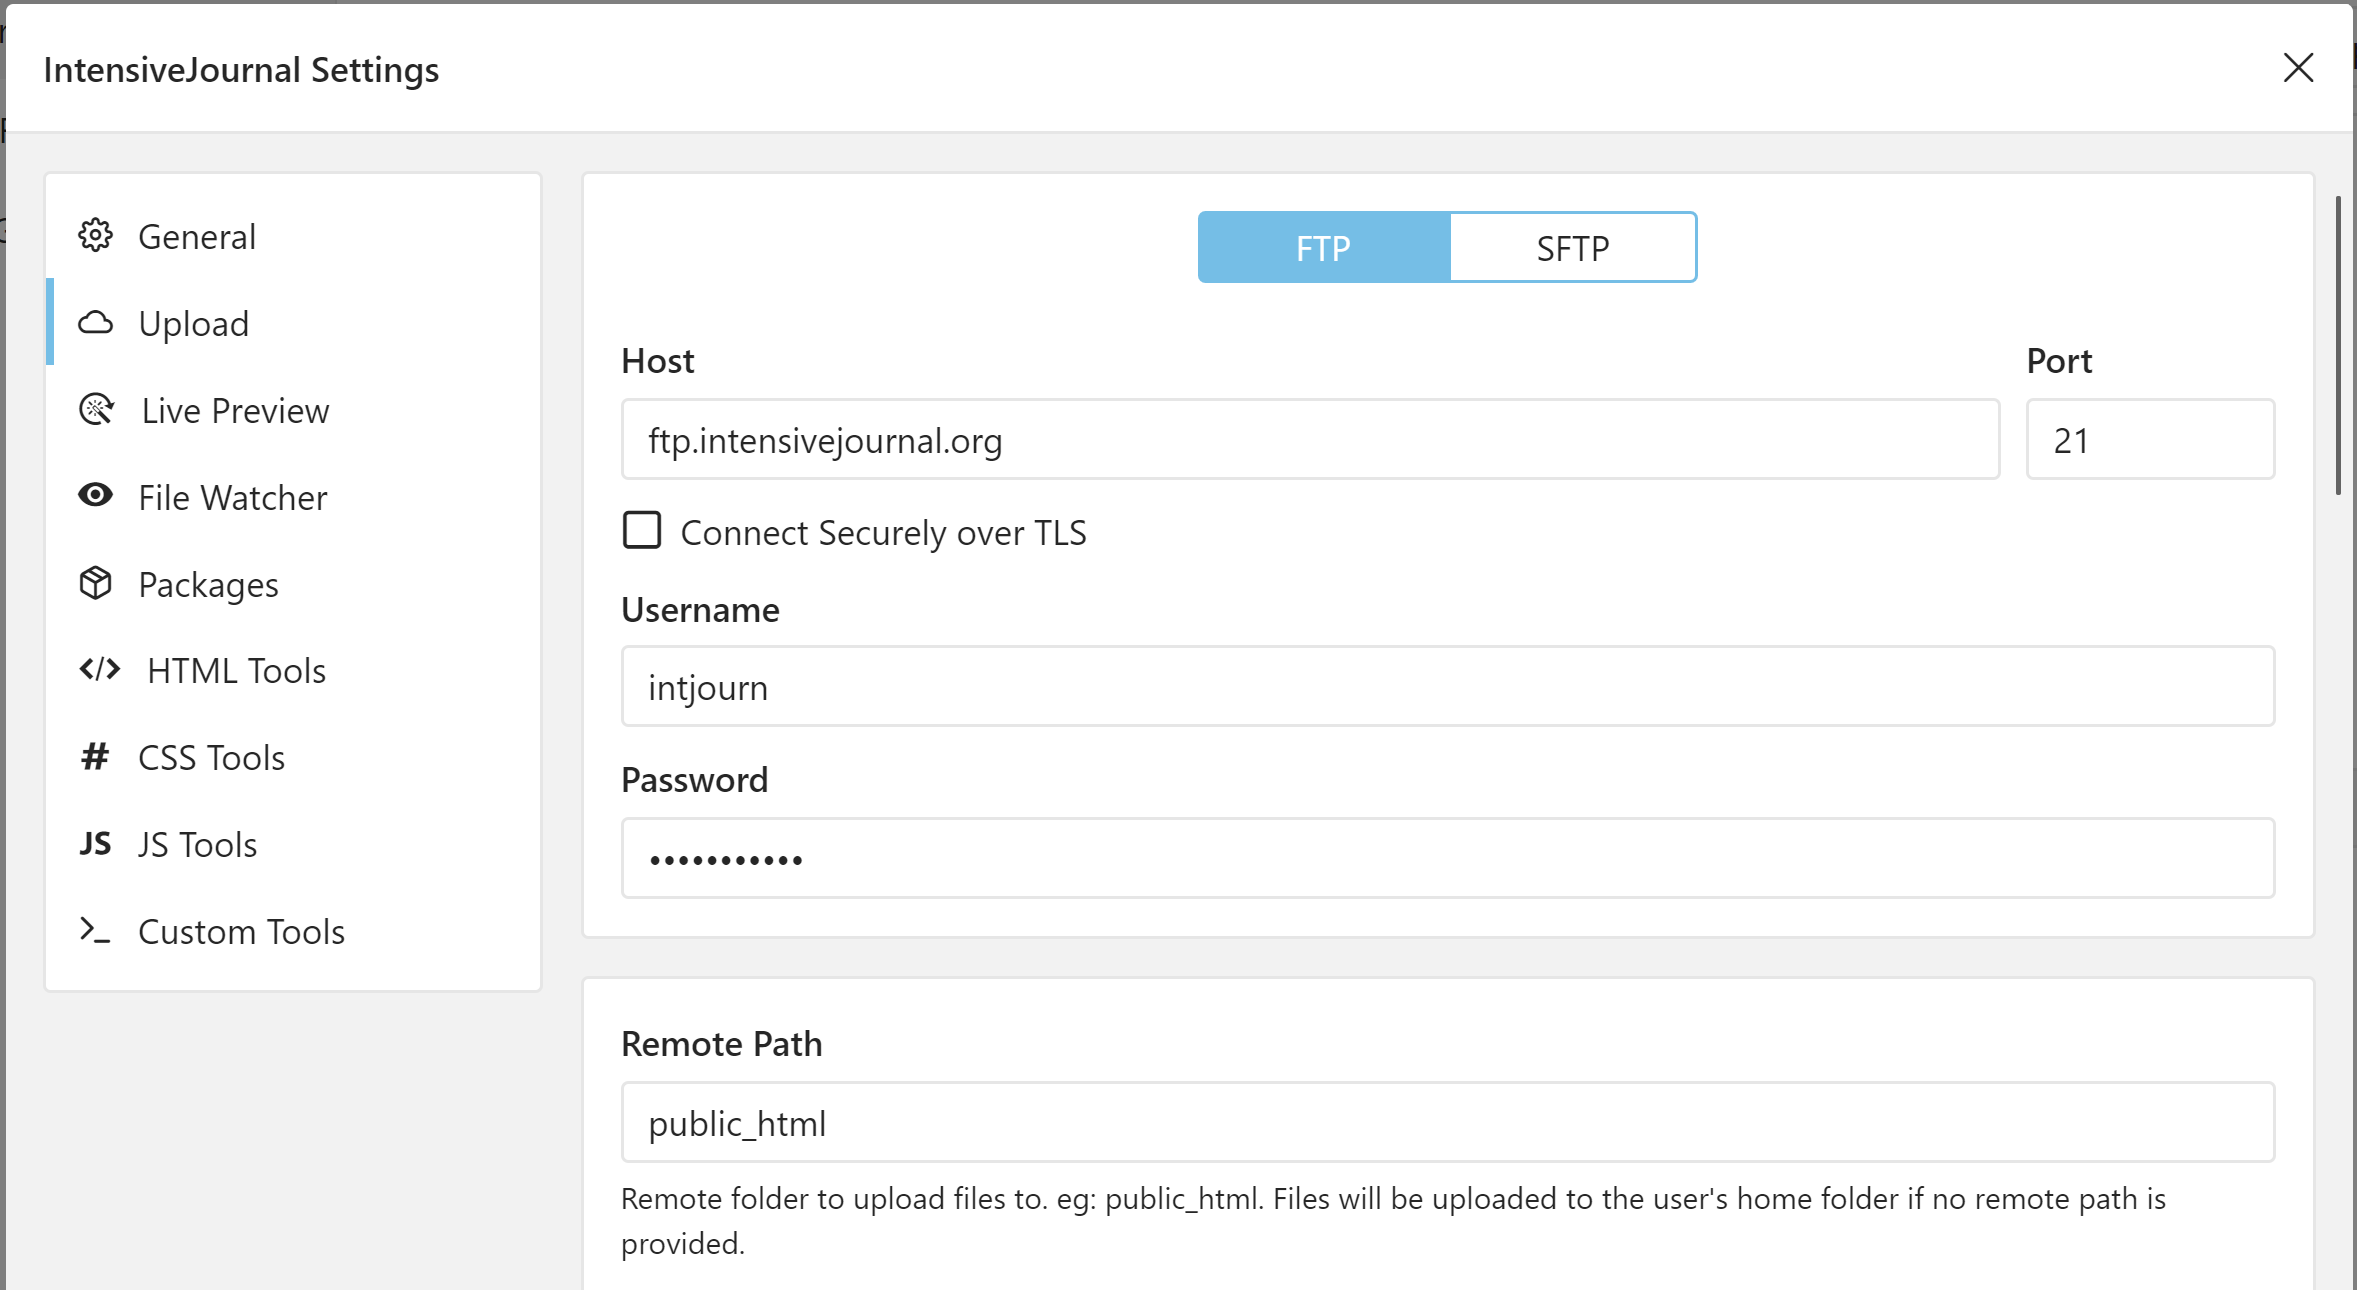 IntensiveJournal Settings
General
Upload
Live Preview
File Watcher
Packages
</> HTML Tools
# CSS Tools
JS JS Tools
>_ Custom Tools
FTP
SFTP
Host
Port
ftp.intensivejournal.org
21
Connect Securely over TLS
Username
intjourn
Password
•••••••••••
Remote Path
public_html
Remote folder to upload files to. eg: public_html. Files will be uploaded to the user's home folder if no remote path is
provided.